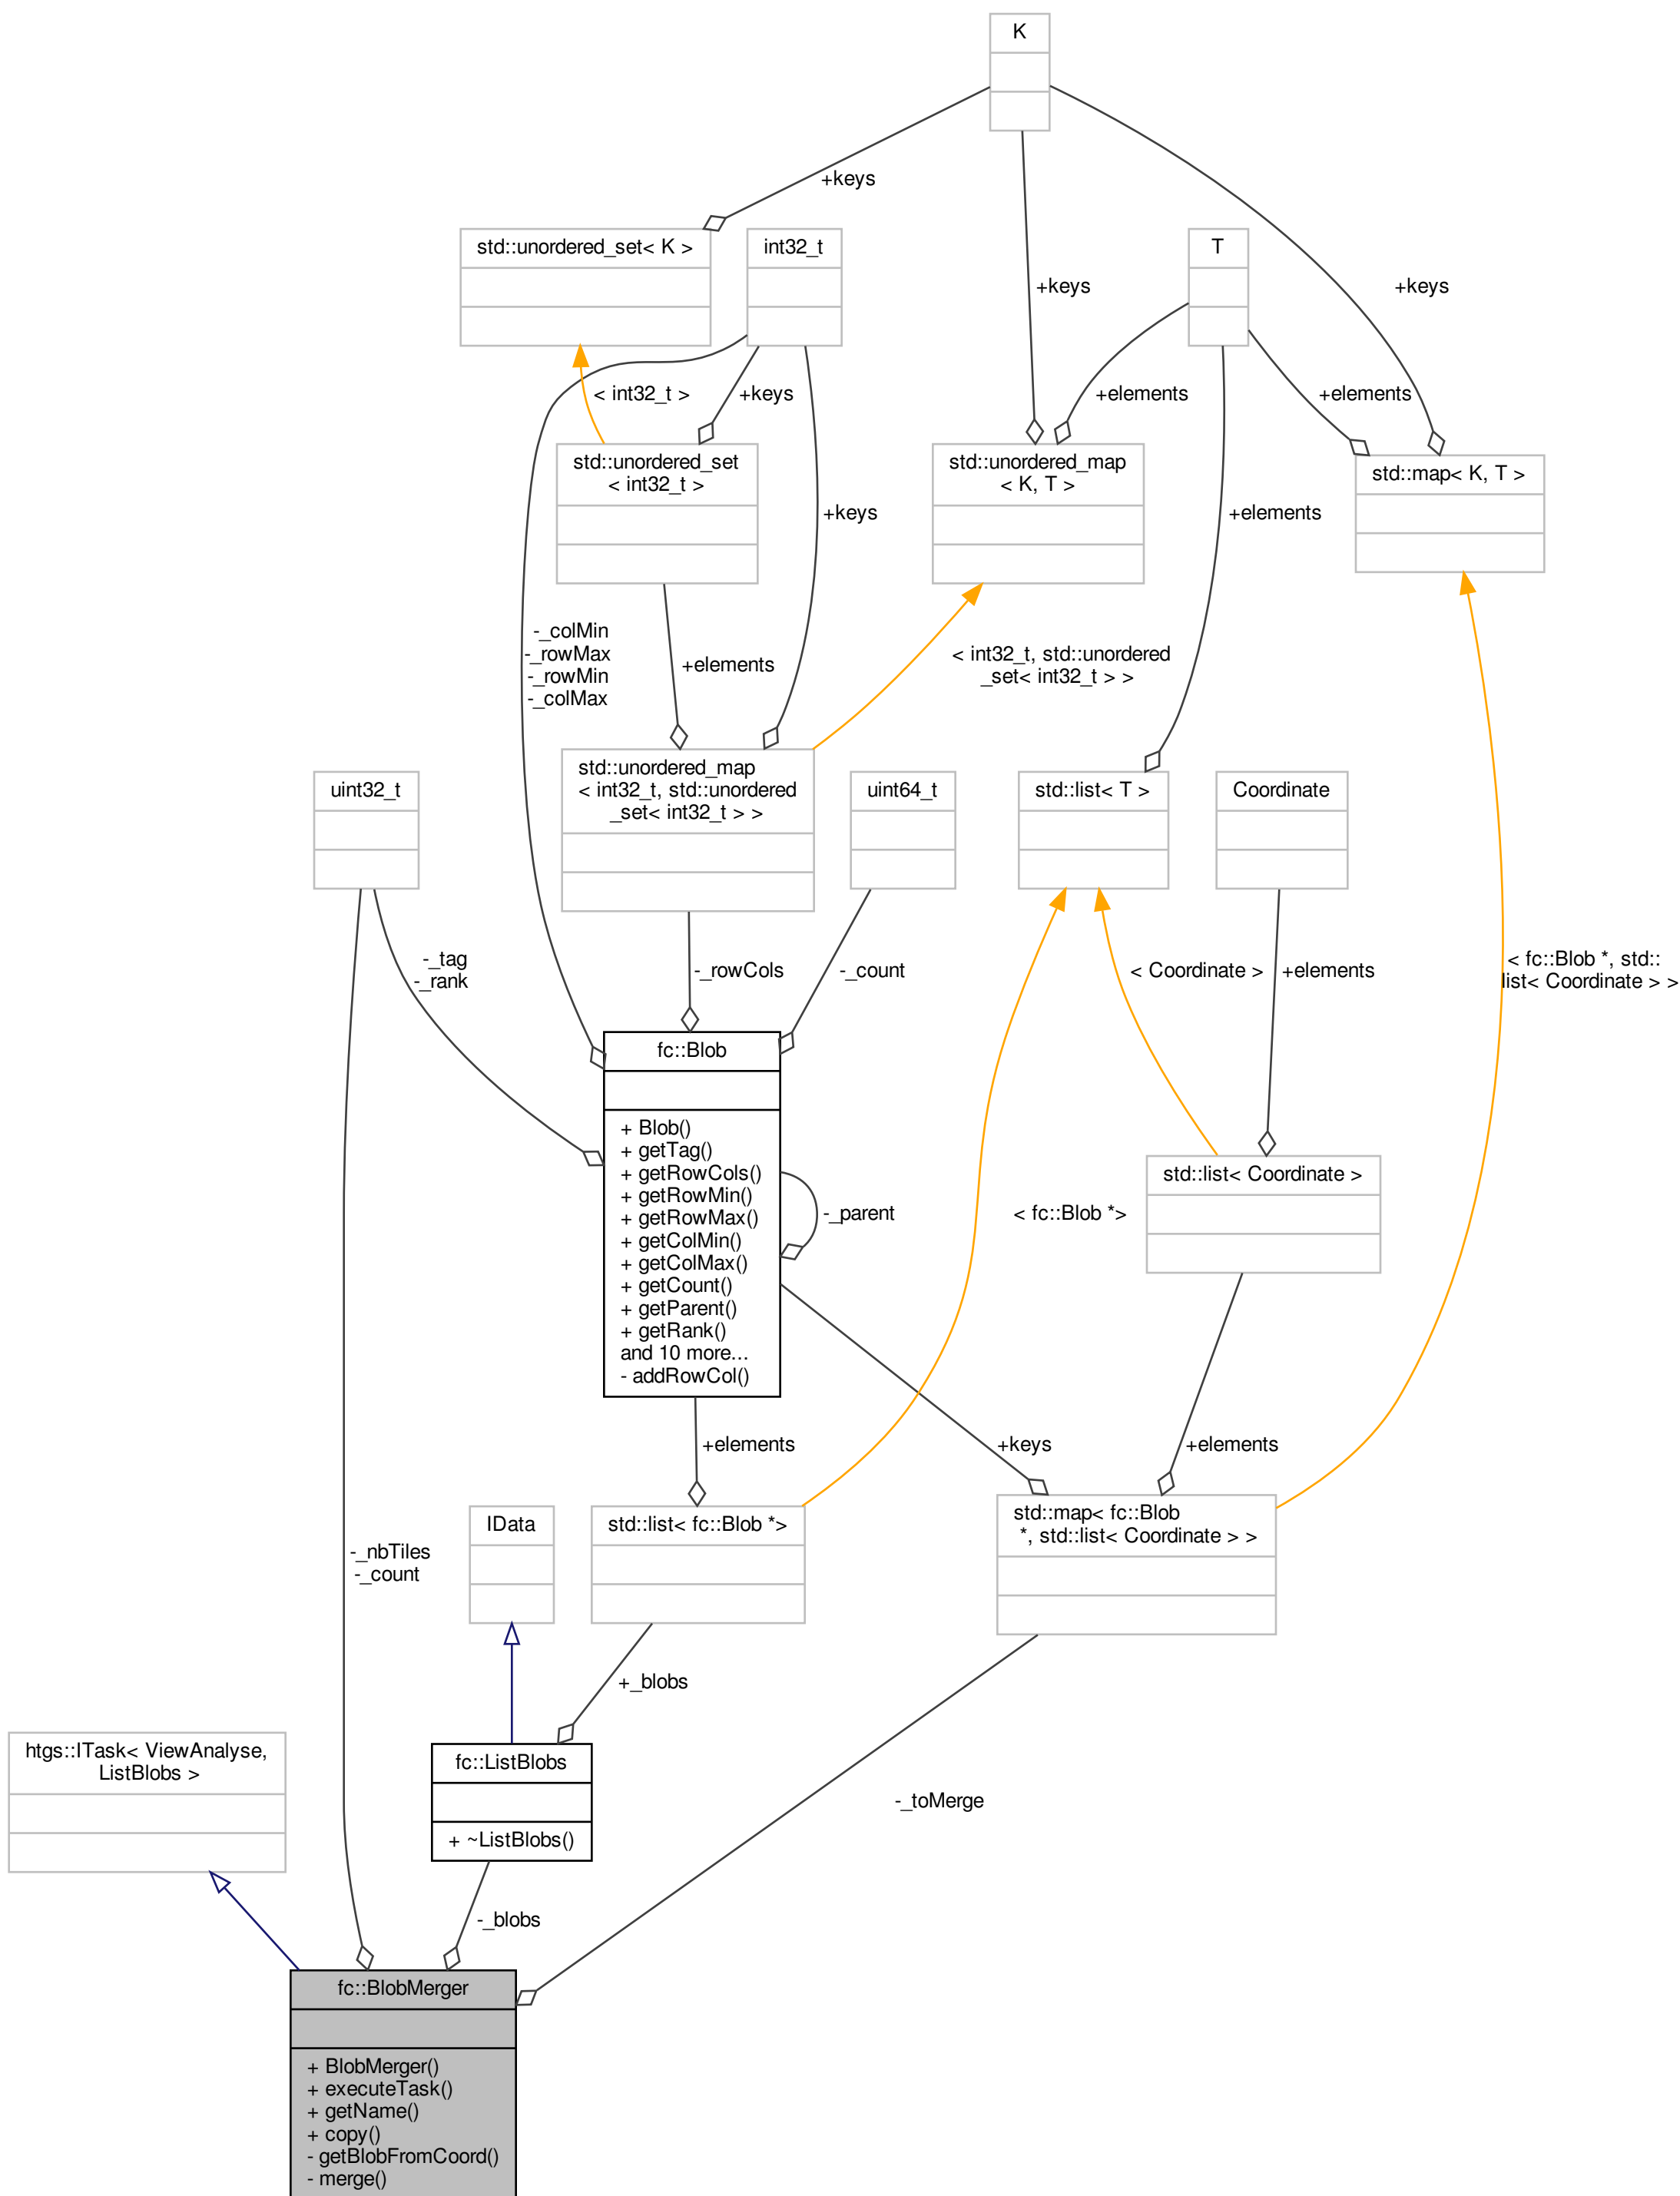 K
+keys
std::unordered_set< K >
int32_t
T
+keys
+keys
< int32_t >
+keys
+elements
+elements
std::unordered_set
< int32_t >
std::unordered_map
< K, T >
std::map< K, T >
+keys
+elements
-_colMin
-_rowMax
-_rowMin
-_colMax
+elements
< int32_t, std::unordered
_set< int32_t > >
uint32_t
std::unordered_map
< int32_t, std::unordered
_set< int32_t > >
uint64_t
std::list< T >
Coordinate
-_tag
-_rank
-_rowCols
-_count
< Coordinate >
+elements
< fc::Blob *, std::
list< Coordinate > >
fc::Blob
+ Blob()
+ getTag()
+ getRowCols()
+ getRowMin()
+ getRowMax()
+ getColMin()
+ getColMax()
+ getCount()
+ getParent()
+ getRank()
and 10 more...
- addRowCol()
-_parent
< fc::Blob *>
std::list< Coordinate >
+elements
+keys
+elements
-_nbTiles
-_count
IData
std::list< fc::Blob *>
std::map< fc::Blob
*, std::list< Coordinate > >
+_blobs
htgs::ITask< ViewAnalyse,
ListBlobs >
fc::ListBlobs
+ ~ListBlobs()
-_toMerge
-_blobs
fc::BlobMerger
+ BlobMerger()
+ executeTask()
+ getName()
+ copy()
- getBlobFromCoord()
- merge()